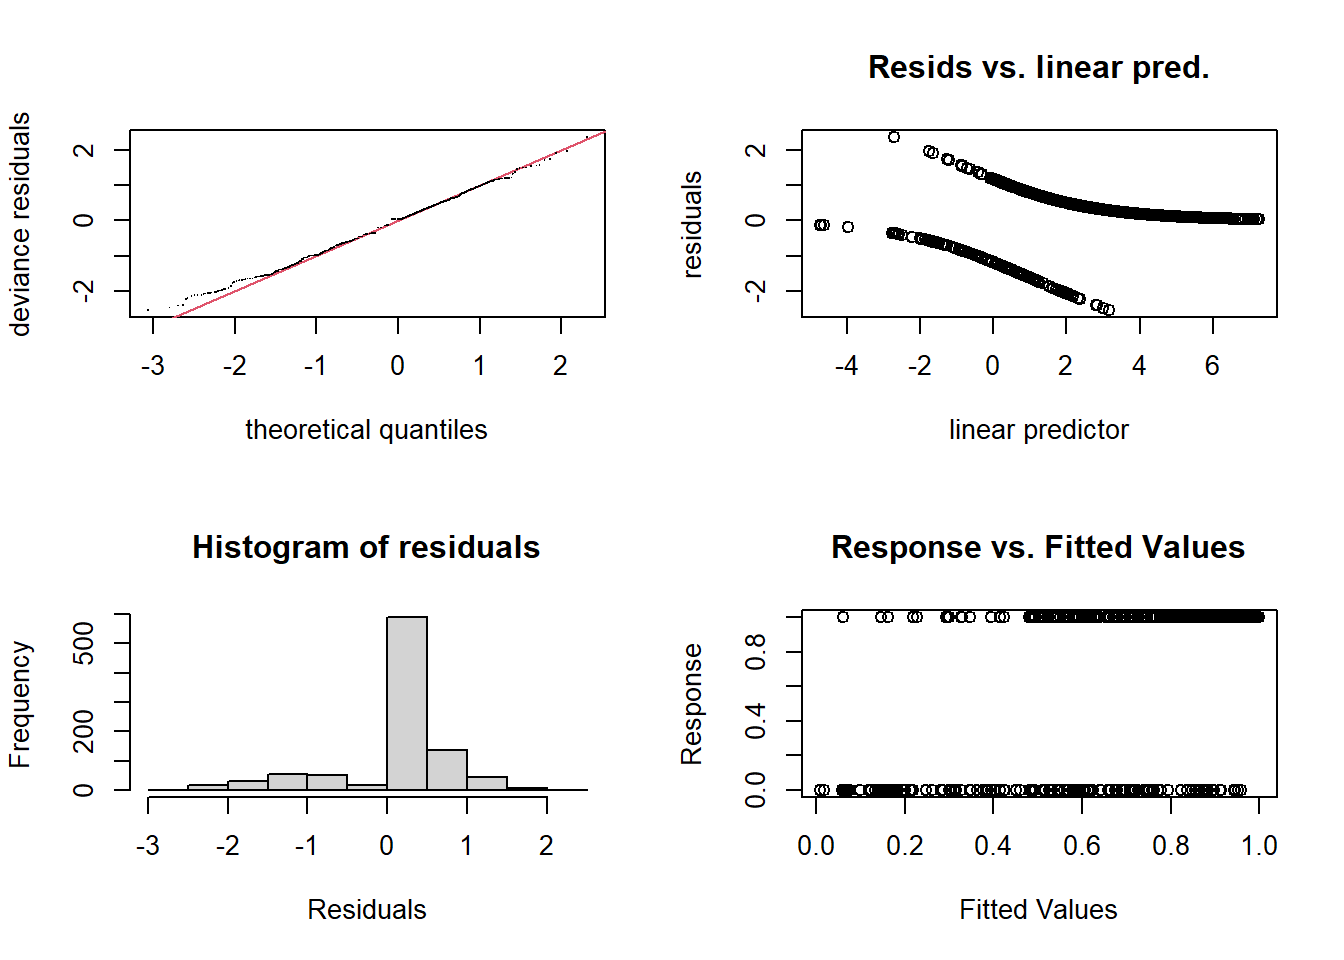 deviance residuals
2
0
-2
-3 -2 -1 0 1 2
theoretical quantiles
Resids vs. linear pred.
residuals
2
0
-2
-4 -2 0 2 4 6
linear predictor
Histogram of residuals
Frequency
500
200
0
-3 -2 -1 0 1 2
Residuals
Response vs. Fitted Values
Response
0.8
0.4
0.0
0.0 0.2 0.4 0.6 0.8 1.0
Fitted Values